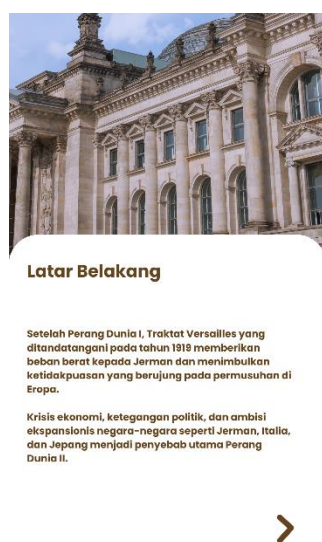 Latar Belakang
Setelah Perang Dunia I, Traktat Versailles yang
ditandatangani pada tahun 1919 memberikan
beban berat kepada Jerman dan menimbulkan
ketidakpuasan yang berujung pada permusuhan di
Eropa.
Krisis ekonomi, ketegangan politik, dan ambisi
ekspansionis negara-negara seperti Jerman, Italia,
dan Jepang menjadi penyebab utama Perang
Dunia II.